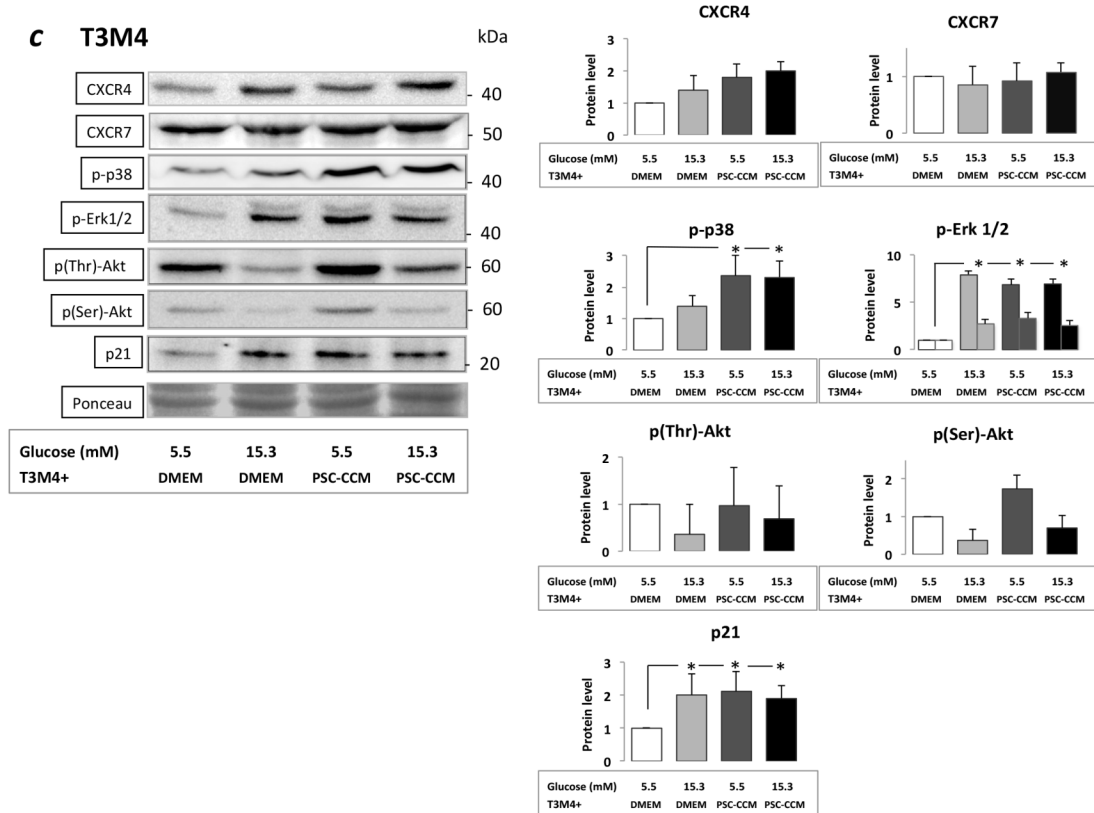 c T3M4
kDa
CXCR4
40
CXCR7
50
p-p38
40
p-Erk1/2
40
p(Thr)-Akt
60
p(Ser)-Akt
60
p21
20
Ponceau
Glucose (mM) 5.5 15.3 5.5 15.3
T3M4+ DMEM DMEM PSC-CCM PSC-CCM
CXCR4
Protein level
3
2
1
0
Glucose (mM) 5.5 15.3 5.5 15.3
T3M4+ DMEM DMEM PSC-CCM PSC-CCM
CXCR7
Protein level
2
1
0
Glucose (mM) 5.5 15.3 5.5 15.3
T3M4+ DMEM DMEM PSC-CCM PSC-CCM
p-p38
Protein level
3
2
1
0
* *
Glucose (mM) 5.5 15.3 5.5 15.3
T3M4+ DMEM DMEM PSC-CCM PSC-CCM
p-Erk 1/2
Protein level
10
5
0
* * *
Glucose (mM) 5.5 15.3 5.5 15.3
T3M4+ DMEM DMEM PSC-CCM PSC-CCM
p(Thr)-Akt
Protein level
2
1
0
Glucose (mM) 5.5 15.3 5.5 15.3
T3M4+ DMEM DMEM PSC-CCM PSC-CCM
p(Ser)-Akt
Protein level
2
1
0
Glucose (mM) 5.5 15.3 5.5 15.3
T3M4+ DMEM DMEM PSC-CCM PSC-CCM
p21
Protein level
3
2
1
0
* * *
Glucose (mM) 5.5 15.3 5.5 15.3
T3M4+ DMEM DMEM PSC-CCM PSC-CCM